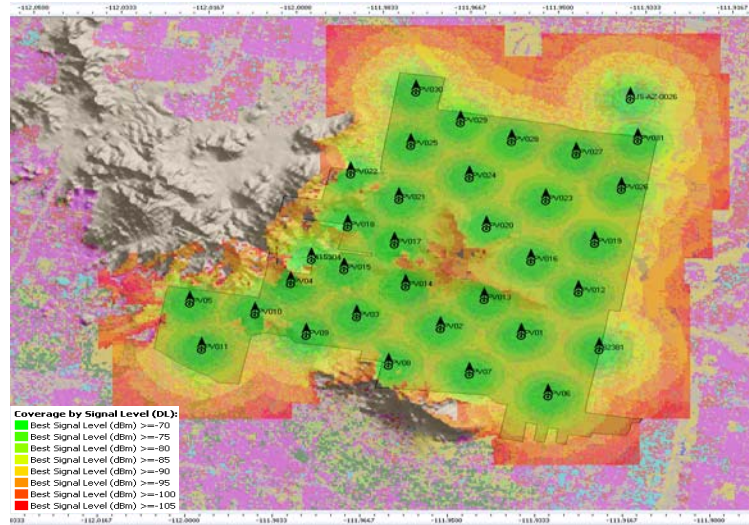 -112.0500 -112.0333 -112.0167 -112.0000 -111.9833 -111.9667 -111.9500 -111.9333 -111.9167
PV030
US-AZ-0026
PV029
PV025
PV028
PV031
PV027
PV022
PV024
PV026
PV021
PV023
PV018
PV020
PV017
PV019
PV016
PV015
PV04
PV014
PV012
PV05
PV013
PV010
PV03
PV02
PV09
PV01
PV011
PV08
PV07
PV06
Coverage by Signal Level (DL):
Best Signal Level (dBm) >=-70
Best Signal Level (dBm) >=-75
Best Signal Level (dBm) >=-80
Best Signal Level (dBm) >=-85
Best Signal Level (dBm) >=-90
Best Signal Level (dBm) >=-95
Best Signal Level (dBm) >=-100
Best Signal Level (dBm) >=-105
-112.0167 -112.0000 -111.9833 -111.9667 -111.9500 -111.9333 -111.9167 -111.9000